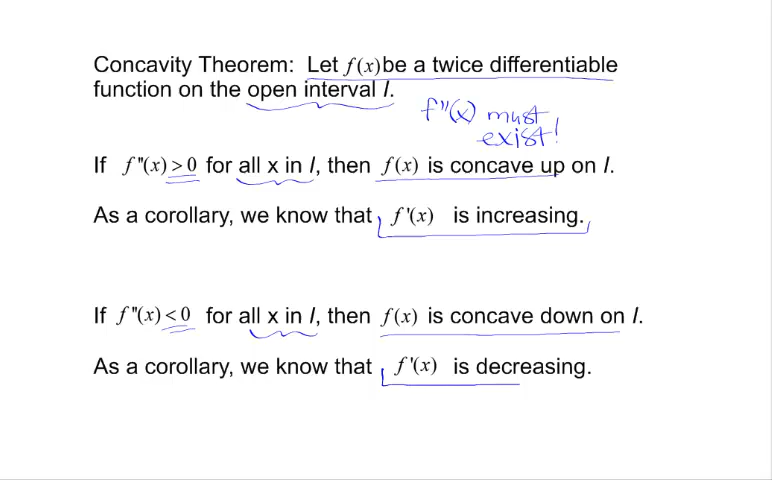 Concavity Theorem: Let f(x) be a twice differentiable
function on the open interval I.
f''(x) must
exist!
If f''(x) > 0 for all x in I, then f(x) is concave up on I.
As a corollary, we know that f'(x) is increasing.
If f''(x) < 0 for all x in I, then f(x) is concave down on I.
As a corollary, we know that f'(x) is decreasing.